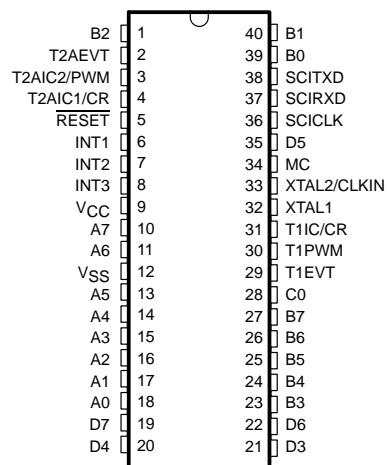 B2 1 40 B1
T2AEVT 2 39 B0
T2AIC2/PWM 3 38 SCITXD
T2AIC1/CR 4 37 SCIRXD
RESET 5 36 SCICLK
INT1 6 35 D5
INT2 7 34 MC
INT3 8 33 XTAL2/CLKIN
VCC 9 32 XTAL1
A7 10 31 T1IC/CR
A6 11 30 T1PWM
VSS 12 29 T1EVT
A5 13 28 C0
A4 14 27 B7
A3 15 26 B6
A2 16 25 B5
A1 17 24 B4
A0 18 23 B3
D7 19 22 D6
D4 20 21 D3